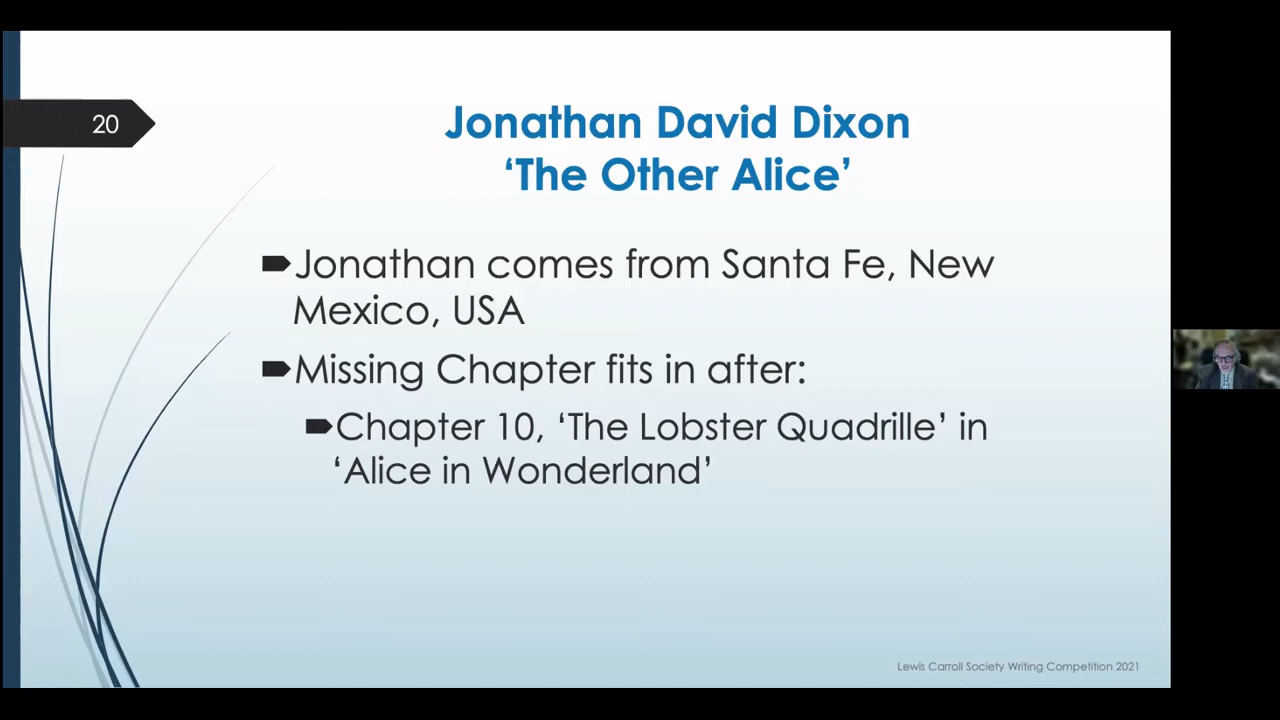 20
Jonathan David Dixon
‘The Other Alice’
Jonathan comes from Santa Fe, New
Mexico, USA
Missing Chapter fits in after:
Chapter 10, ‘The Lobster Quadrille’ in
‘Alice in Wonderland’
Lewis Carroll Society Writing Competition 2021